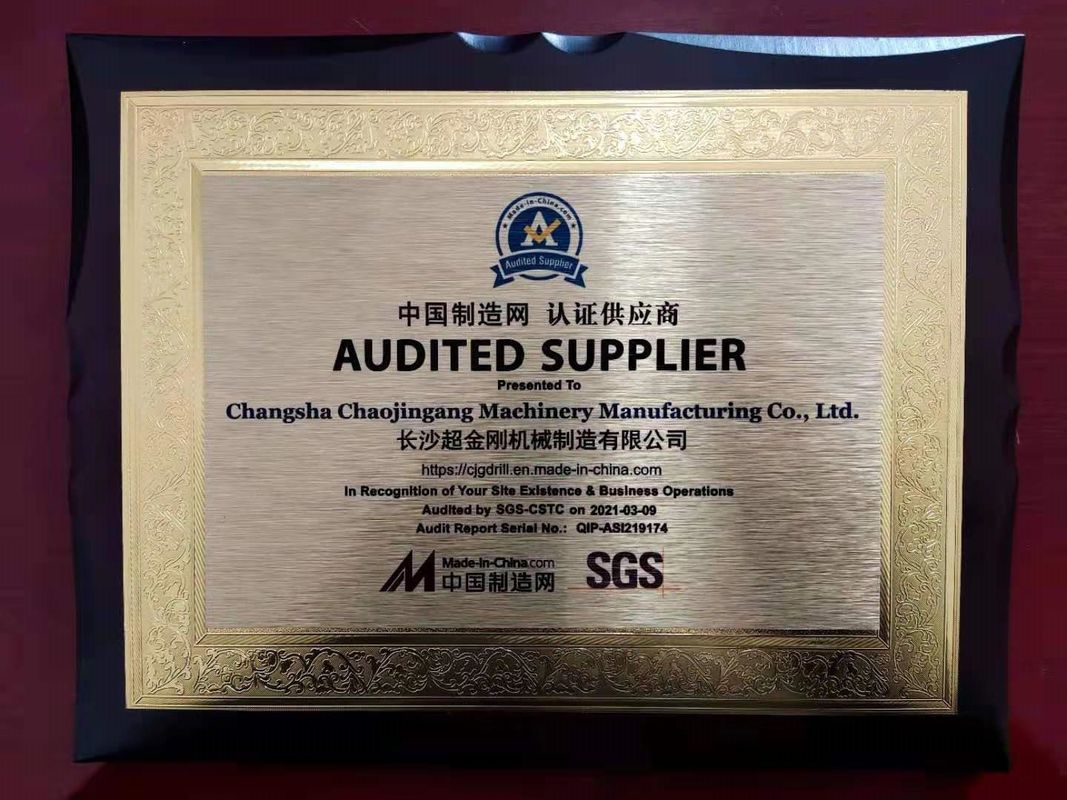 Made-in-China.com
A
Audited Supplier
中国制造网 认证供应商
AUDITED SUPPLIER
Presented To
Changsha Chaojingang Machinery Manufacturing Co., Ltd.
长沙超金刚机械制造有限公司
https://cjgdrill.en.made-in-china.com
In Recognition of Your Site Existence & Business Operations
Audited by SGS-CSTC on 2021-03-09
Audit Report Serial No.: QIP-ASI219174
Made-in-China.com
中国制造网
SGS